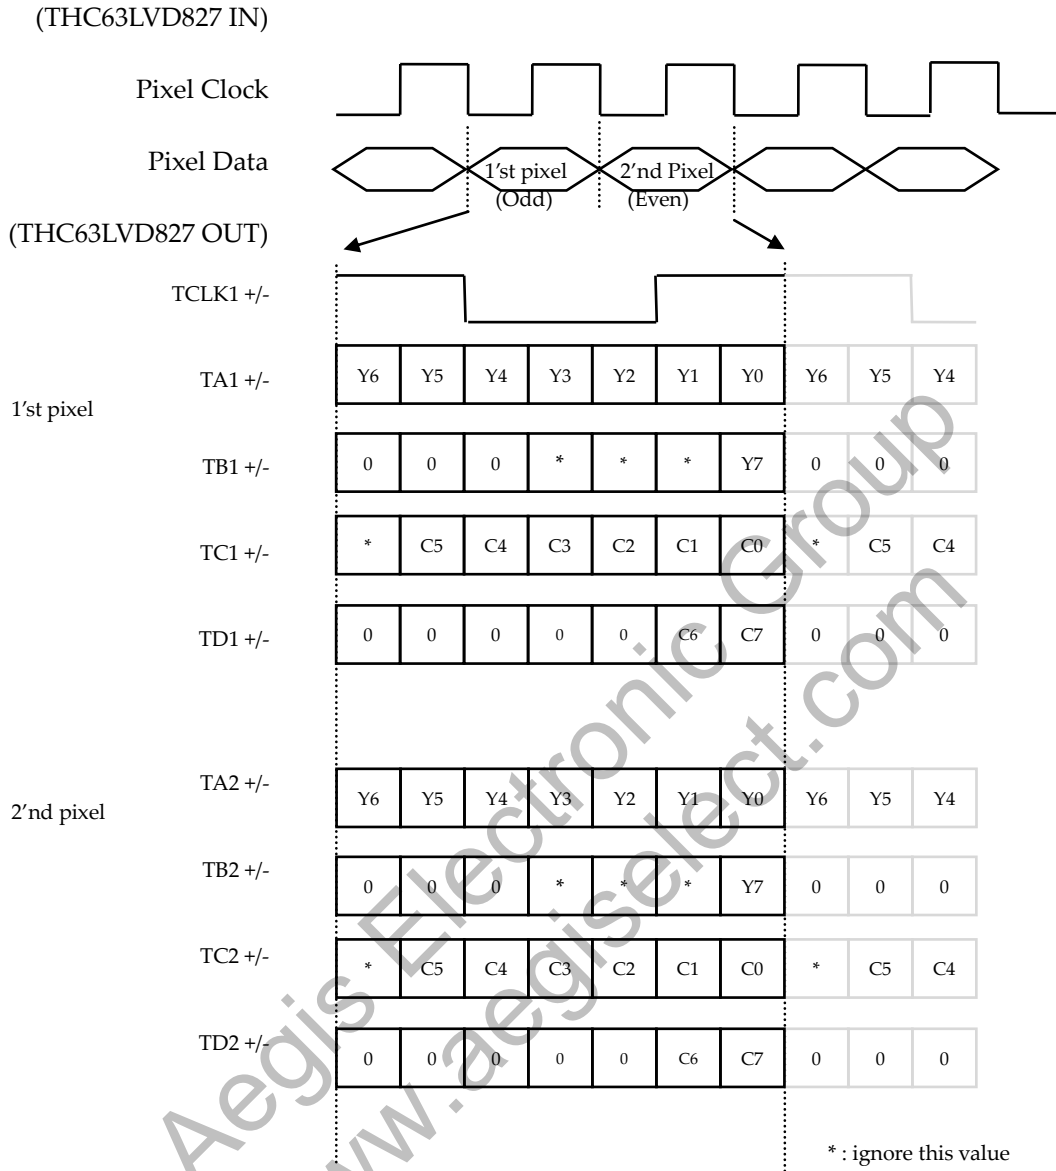 (THC63LVD827 IN)
Pixel Clock
Pixel Data
1'st pixel (Odd)
2'nd Pixel (Even)
(THC63LVD827 OUT)
TCLK1 +/-
1'st pixel
TA1 +/- Y6 Y5 Y4 Y3 Y2 Y1 Y0 Y6 Y5 Y4
TB1 +/- 0 0 0 * * * Y7 0 0 0
TC1 +/- * C5 C4 C3 C2 C1 C0 * C5 C4
TD1 +/- 0 0 0 0 0 C6 C7 0 0 0
2'nd pixel
TA2 +/- Y6 Y5 Y4 Y3 Y2 Y1 Y0 Y6 Y5 Y4
TB2 +/- 0 0 0 * * * Y7 0 0 0
TC2 +/- * C5 C4 C3 C2 C1 C0 * C5 C4
TD2 +/- 0 0 0 0 0 C6 C7 0 0 0
* : ignore this value
Aegis Electronic Group
ww.aegiselect.com